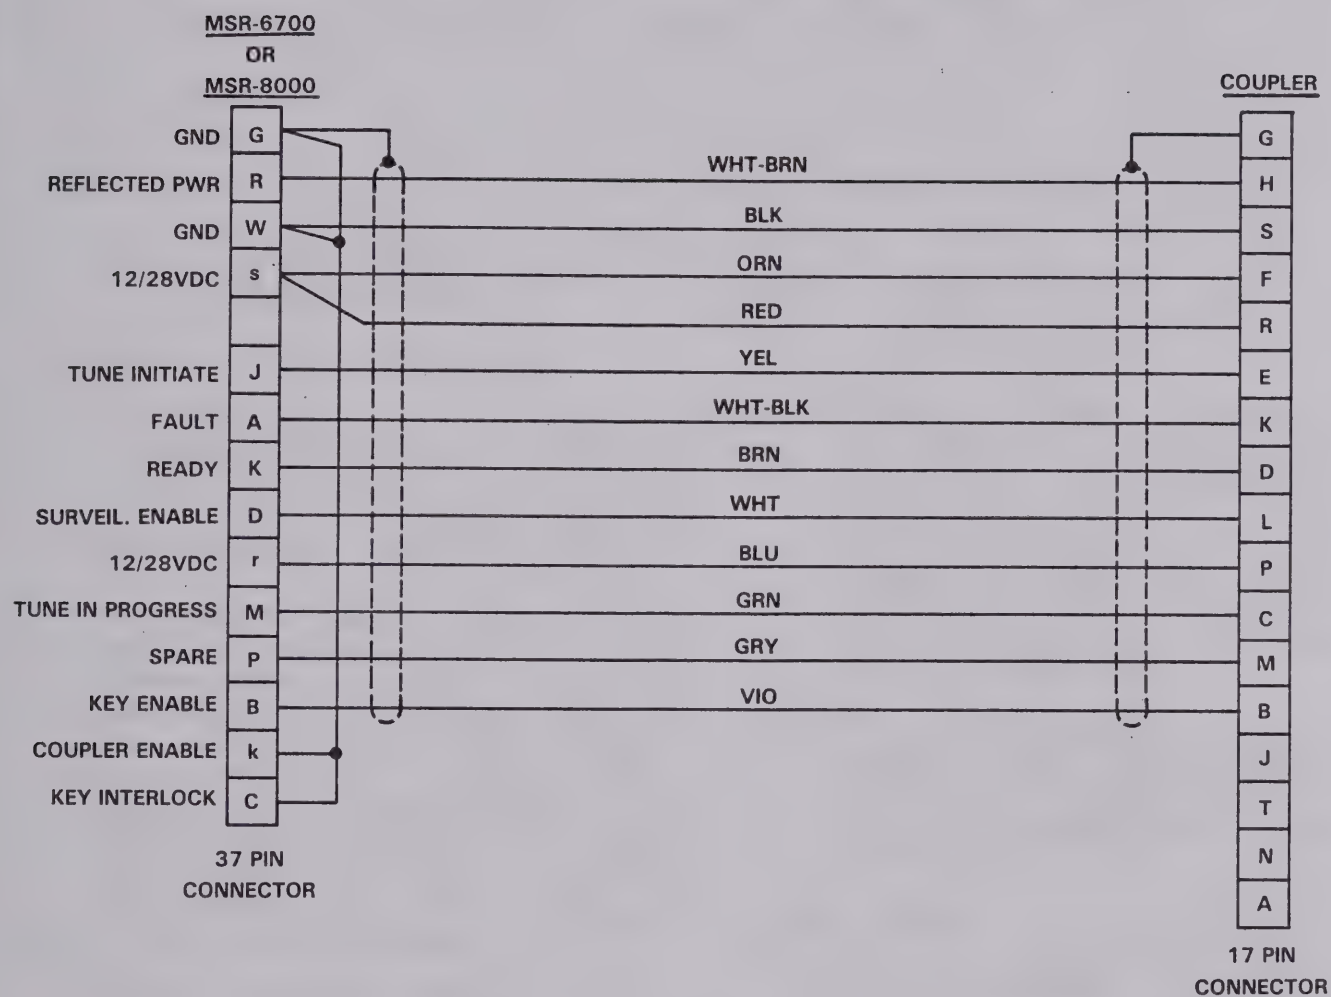 MSR-6700
OR
MSR-8000
COUPLER
GND G G
REFLECTED PWR R WHT-BRN H
GND W BLK S
12/28VDC s ORN F
RED R
TUNE INITIATE J YEL E
FAULT A WHT-BLK K
READY K BRN D
SURVEIL. ENABLE D WHT L
12/28VDC r BLU P
TUNE IN PROGRESS M GRN C
SPARE P GRY M
KEY ENABLE B VIO B
COUPLER ENABLE k J
KEY INTERLOCK C T
N
A
37 PIN
CONNECTOR
17 PIN
CONNECTOR